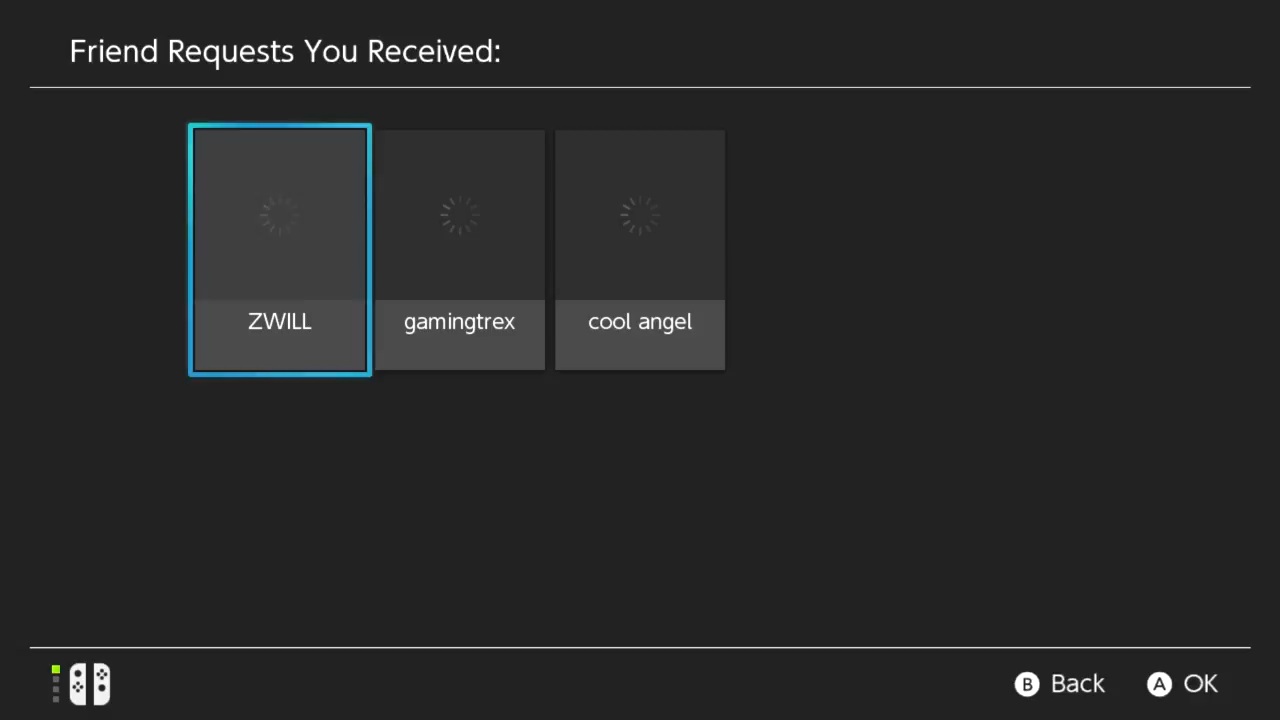 Friend Requests You Received:
ZWILL
gamingtrex
cool angel
B Back
A OK